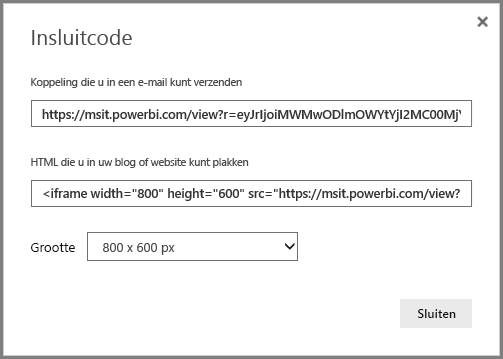 Insluitcode
Koppeling die u in een e-mail kunt verzenden
https://msit.powerbi.com/view?r=eyJrIjoiMWMwODlmOWYtYjI2MC00Mj
HTML die u in uw blog of website kunt plakken
<iframe width="800" height="600" src="https://msit.powerbi.com/view?
Grootte 800 x 600 px
Sluiten